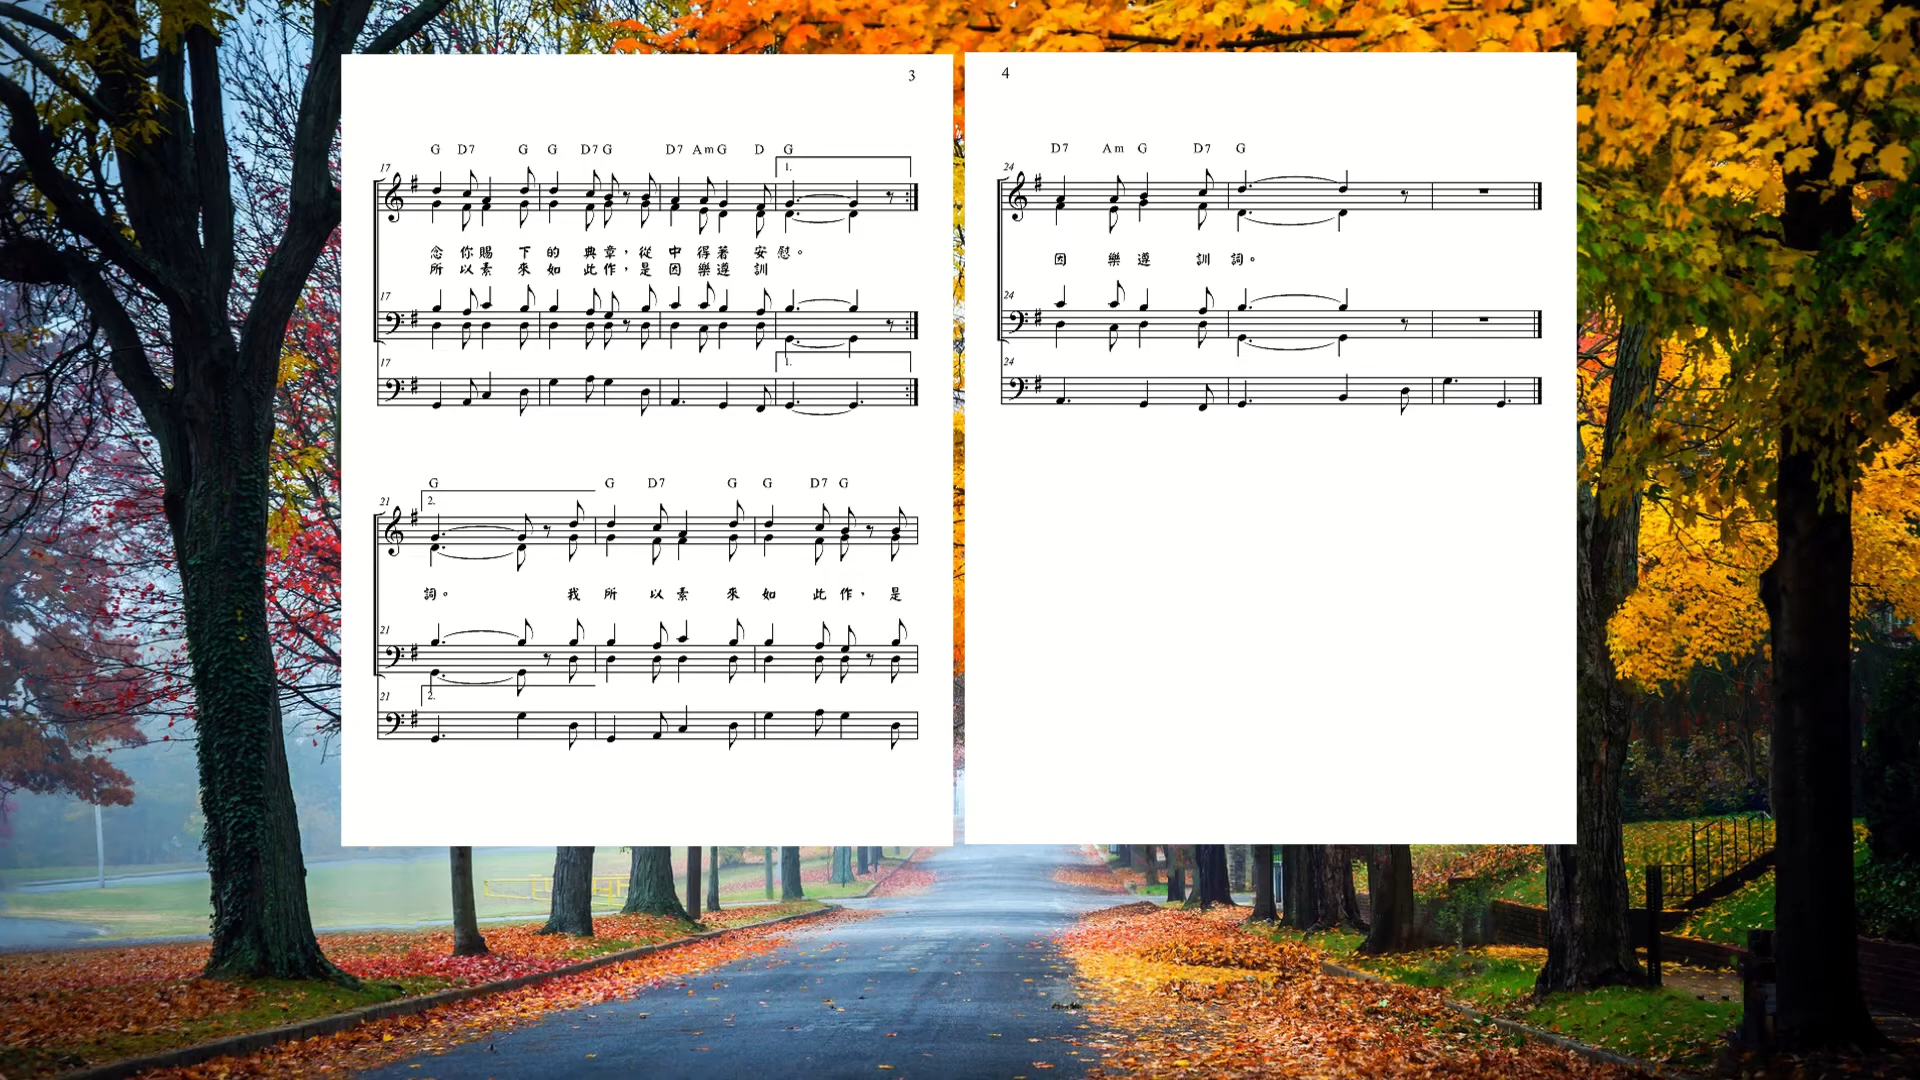 3
G D7 G G D7 G D7 Am G D G
17
1.
念你賜下的典章，從中得著安慰。
所以素來如此作，是因樂遵訓
17
17
1.
G G D7 G G D7 G
21
2.
詞。我所以素來如此作，是
21
21
2.
4
D7 Am G D7 G
24
因樂遵訓詞。
24
24